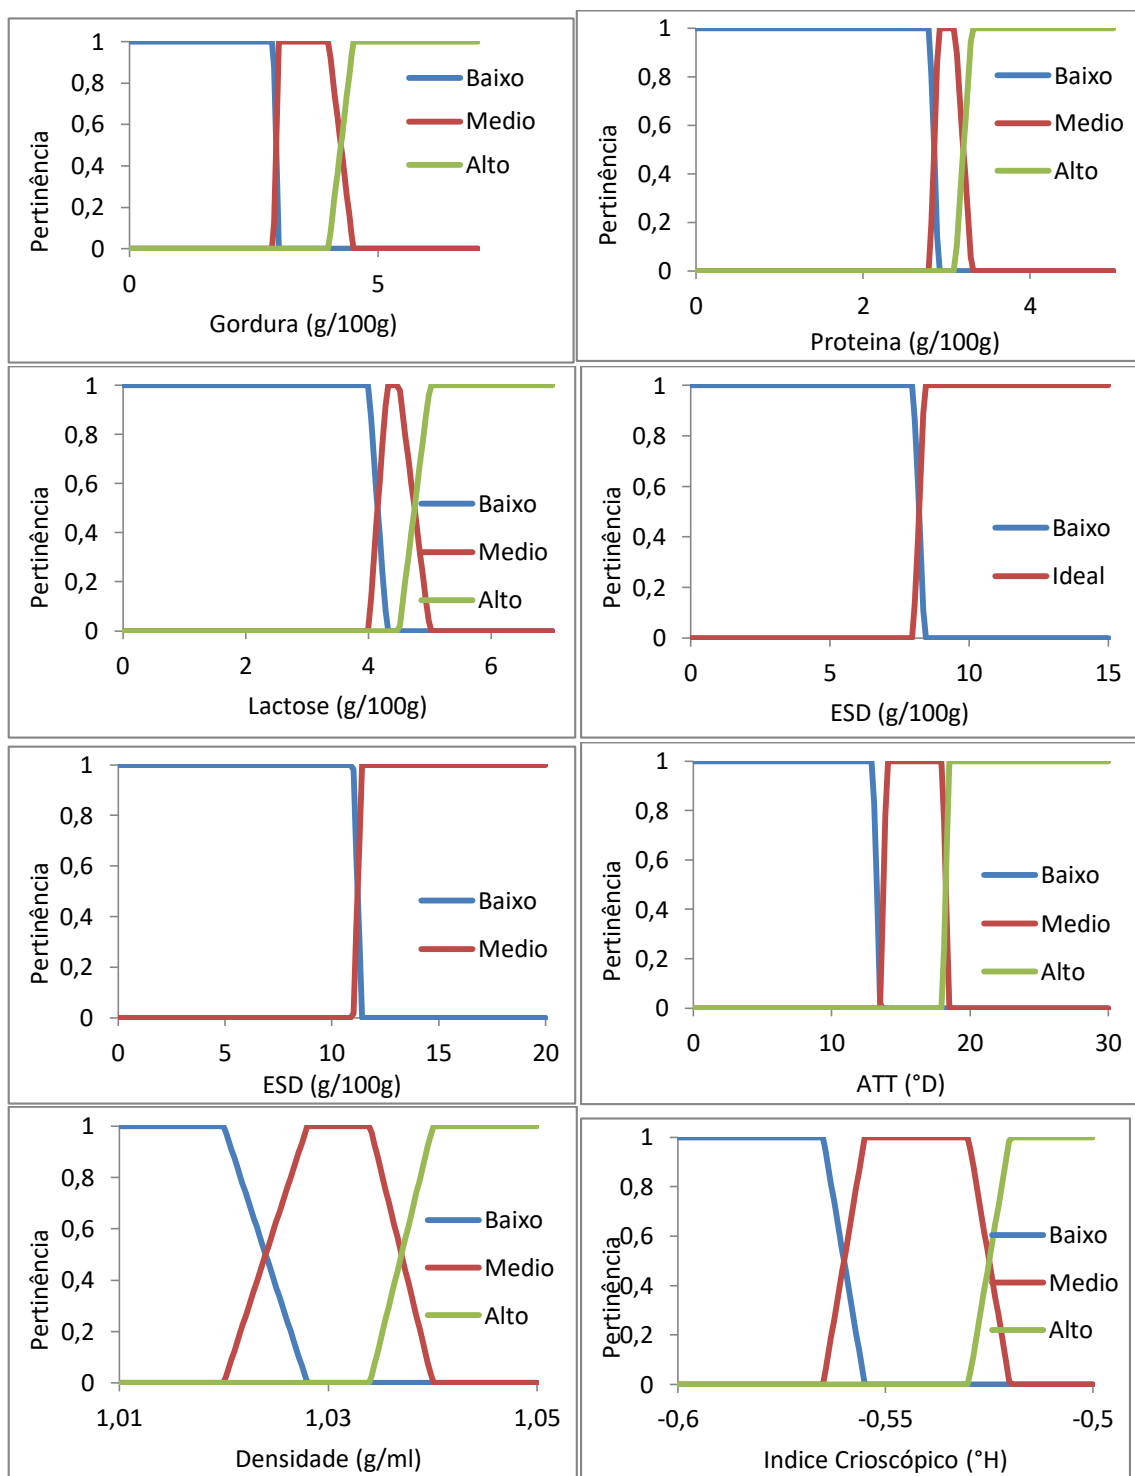 1
0,8
0,6
0,4
0,2
0
Pertinência
Baixo
Medio
Alto
0
5
Gordura (g/100g)
1
0,8
0,6
0,4
0,2
0
Pertinência
Baixo
Medio
Alto
0
2
4
Proteina (g/100g)
1
0,8
0,6
0,4
0,2
0
Pertinência
Baixo
Medio
Alto
0
2
4
6
Lactose (g/100g)
1
0,8
0,6
0,4
0,2
0
Pertinência
Baixo
Ideal
0
5
10
15
ESD (g/100g)
1
0,8
0,6
0,4
0,2
0
Pertinência
Baixo
Medio
0
5
10
15
20
ESD (g/100g)
1
0,8
0,6
0,4
0,2
0
Pertinência
Baixo
Medio
Alto
0
10
20
30
ATT (°D)
1
0,8
0,6
0,4
0,2
0
Pertinência
Baixo
Medio
Alto
1,01
1,03
1,05
Densidade (g/ml)
1
0,8
0,6
0,4
0,2
0
Pertinência
Baixo
Medio
Alto
-0,6
-0,55
-0,5
Indice Crioscópico (°H)